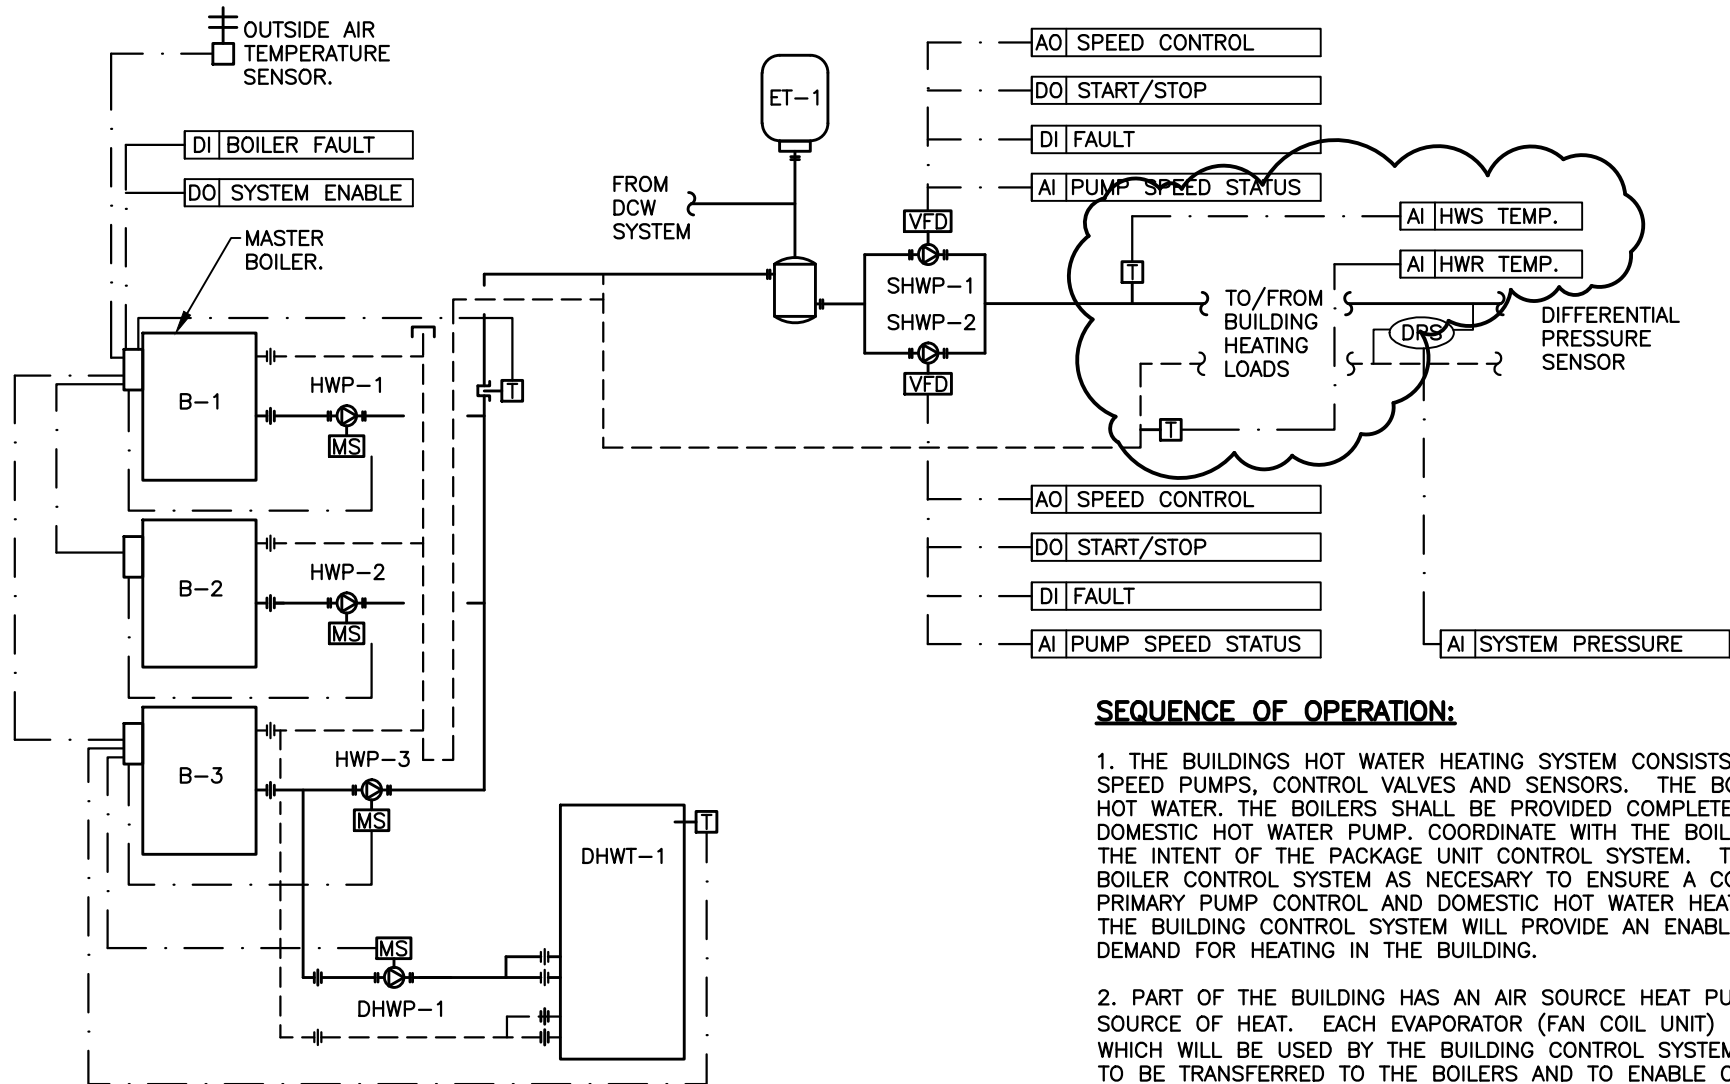 OUTSIDE AIR
TEMPERATURE
SENSOR.
DI BOILER FAULT
DO SYSTEM ENABLE
MASTER
BOILER.
B-1
HWP-1
MS
B-2
HWP-2
MS
B-3
HWP-3
MS
MS
DHWP-1
DHWT-1
T
T
ET-1
FROM
DCW
SYSTEM
AO SPEED CONTROL
DO START/STOP
DI FAULT
AI PUMP SPEED STATUS
VFD
SHWP-1
SHWP-2
VFD
AI HWS TEMP.
AI HWR TEMP.
T
TO/FROM
BUILDING
HEATING
LOADS
T
DPS
DIFFERENTIAL
PRESSURE
SENSOR
AO SPEED CONTROL
DO START/STOP
DI FAULT
AI PUMP SPEED STATUS
AI SYSTEM PRESSURE
SEQUENCE OF OPERATION:
1. THE BUILDINGS HOT WATER HEATING SYSTEM CONSISTS
SPEED PUMPS, CONTROL VALVES AND SENSORS. THE BO
HOT WATER. THE BOILERS SHALL BE PROVIDED COMPLETE
DOMESTIC HOT WATER PUMP. COORDINATE WITH THE BOIL
THE INTENT OF THE PACKAGE UNIT CONTROL SYSTEM. T
BOILER CONTROL SYSTEM AS NECESARY TO ENSURE A CO
PRIMARY PUMP CONTROL AND DOMESTIC HOT WATER HEAT
THE BUILDING CONTROL SYSTEM WILL PROVIDE AN ENABL
DEMAND FOR HEATING IN THE BUILDING.
2. PART OF THE BUILDING HAS AN AIR SOURCE HEAT PU
SOURCE OF HEAT. EACH EVAPORATOR (FAN COIL UNIT)
WHICH WILL BE USED BY THE BUILDING CONTROL SYSTEM
TO BE TRANSFERRED TO THE BOILERS AND TO ENABLE O